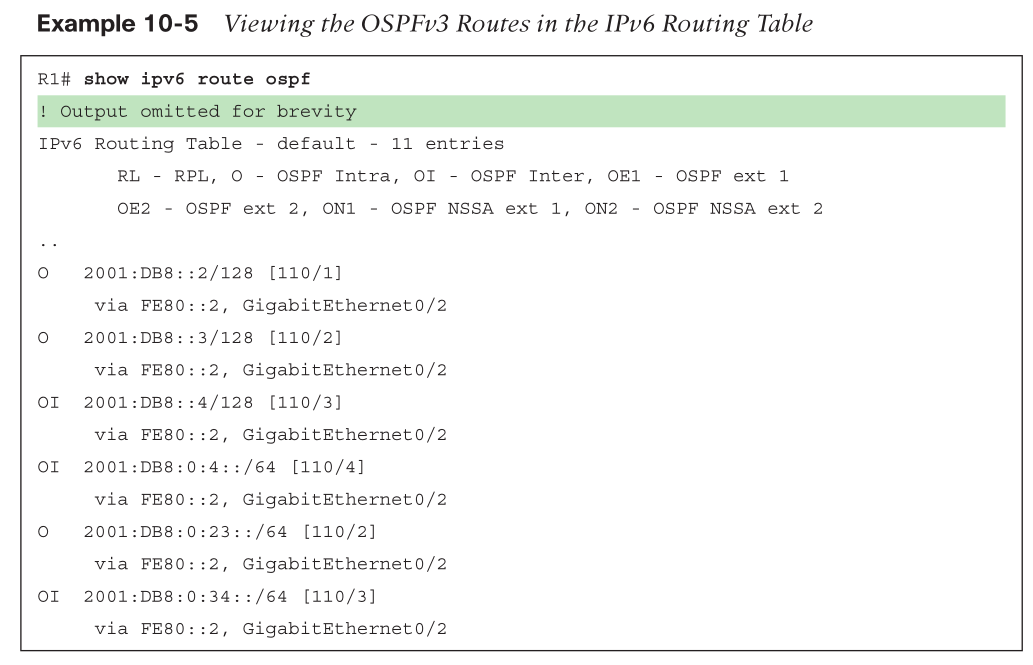 Example 10-5 Viewing the OSPFv3 Routes in the IPv6 Routing Table
R1# show ipv6 route ospf
! Output omitted for brevity
IPv6 Routing Table - default - 11 entries
RL - RPL, O - OSPF Intra, OI - OSPF Inter, OE1 - OSPF ext 1
OE2 - OSPF ext 2, ON1 - OSPF NSSA ext 1, ON2 - OSPF NSSA ext 2
..
O 2001:DB8::2/128 [110/1]
via FE80::2, GigabitEthernet0/2
O 2001:DB8::3/128 [110/2]
via FE80::2, GigabitEthernet0/2
OI 2001:DB8::4/128 [110/3]
via FE80::2, GigabitEthernet0/2
OI 2001:DB8:0:4::/64 [110/4]
via FE80::2, GigabitEthernet0/2
O 2001:DB8:0:23::/64 [110/2]
via FE80::2, GigabitEthernet0/2
OI 2001:DB8:0:34::/64 [110/3]
via FE80::2, GigabitEthernet0/2